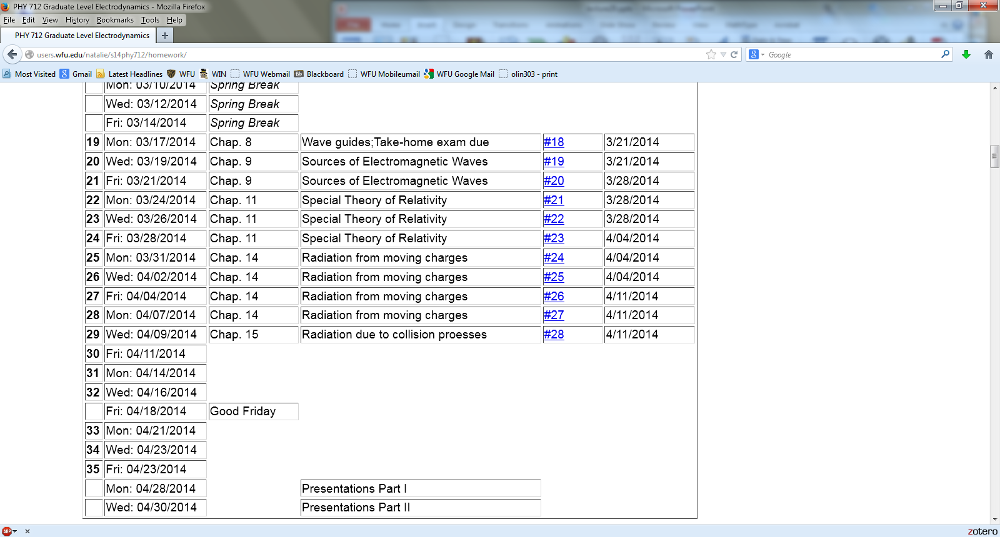 PHY 712 Graduate Level Electrodynamics - Mozilla Firefox
File Edit View History Bookmarks Tools Help
PHY 712 Graduate Level Electrodynamics +
users.wfu.edu/natalie/s14phy712/homework/ Google
Most Visited Gmail Latest Headlines WFU WIN WFU Webmail Blackboard WFU Mobileumail WFU Google Mail olin303 - print
Mon: 03/10/2014 Spring Break
Wed: 03/12/2014 Spring Break
Fri: 03/14/2014 Spring Break
19 Mon: 03/17/2014 Chap. 8 Wave guides;Take-home exam due #18 3/21/2014
20 Wed: 03/19/2014 Chap. 9 Sources of Electromagnetic Waves #19 3/21/2014
21 Fri: 03/21/2014 Chap. 9 Sources of Electromagnetic Waves #20 3/28/2014
22 Mon: 03/24/2014 Chap. 11 Special Theory of Relativity #21 3/28/2014
23 Wed: 03/26/2014 Chap. 11 Special Theory of Relativity #22 3/28/2014
24 Fri: 03/28/2014 Chap. 11 Special Theory of Relativity #23 4/04/2014
25 Mon: 03/31/2014 Chap. 14 Radiation from moving charges #24 4/04/2014
26 Wed: 04/02/2014 Chap. 14 Radiation from moving charges #25 4/04/2014
27 Fri: 04/04/2014 Chap. 14 Radiation from moving charges #26 4/11/2014
28 Mon: 04/07/2014 Chap. 14 Radiation from moving charges #27 4/11/2014
29 Wed: 04/09/2014 Chap. 15 Radiation due to collision proesses #28 4/11/2014
30 Fri: 04/11/2014
31 Mon: 04/14/2014
32 Wed: 04/16/2014
Fri: 04/18/2014 Good Friday
33 Mon: 04/21/2014
34 Wed: 04/23/2014
35 Fri: 04/23/2014
Mon: 04/28/2014 Presentations Part I
Wed: 04/30/2014 Presentations Part II
ABP x zotero